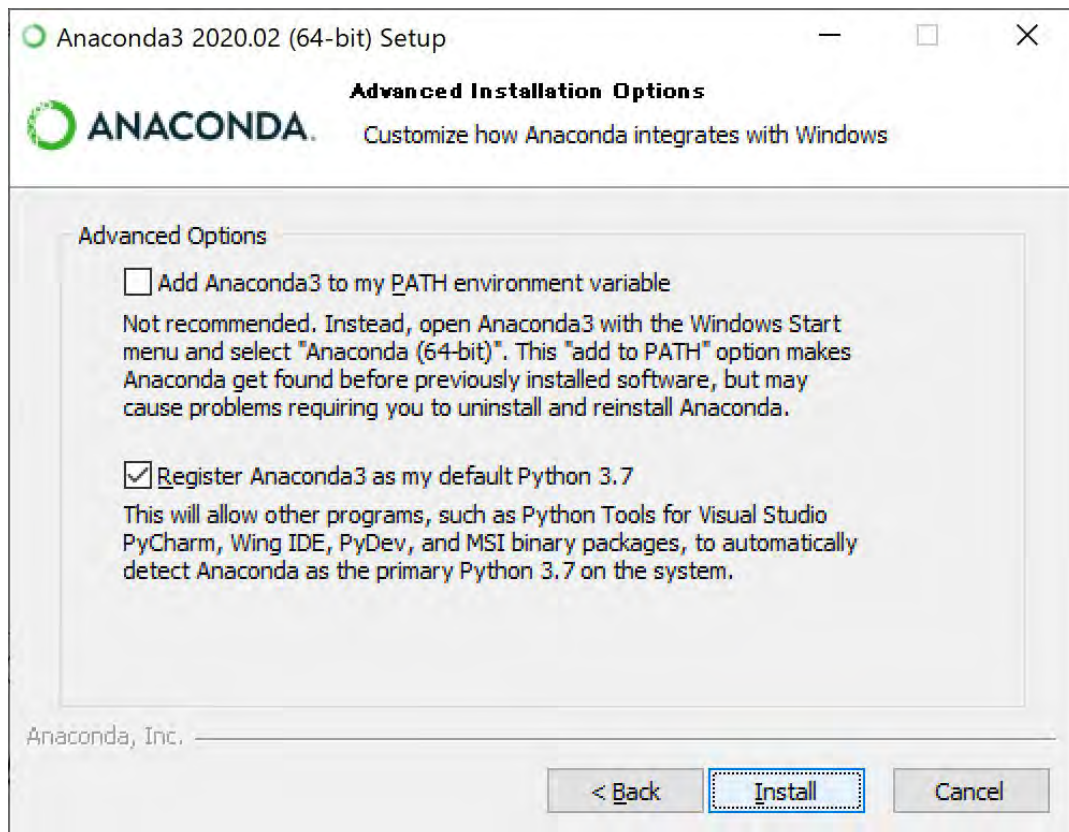 Anaconda3 2020.02 (64-bit) Setup
ANACONDA.
Advanced Installation Options
Customize how Anaconda integrates with Windows
Advanced Options
Add Anaconda3 to my PATH environment variable
Not recommended. Instead, open Anaconda3 with the Windows Start
menu and select "Anaconda (64-bit)". This "add to PATH" option makes
Anaconda get found before previously installed software, but may
cause problems requiring you to uninstall and reinstall Anaconda.
Register Anaconda3 as my default Python 3.7
This will allow other programs, such as Python Tools for Visual Studio
PyCharm, Wing IDE, PyDev, and MSI binary packages, to automatically
detect Anaconda as the primary Python 3.7 on the system.
Anaconda, Inc.
< Back
Install
Cancel